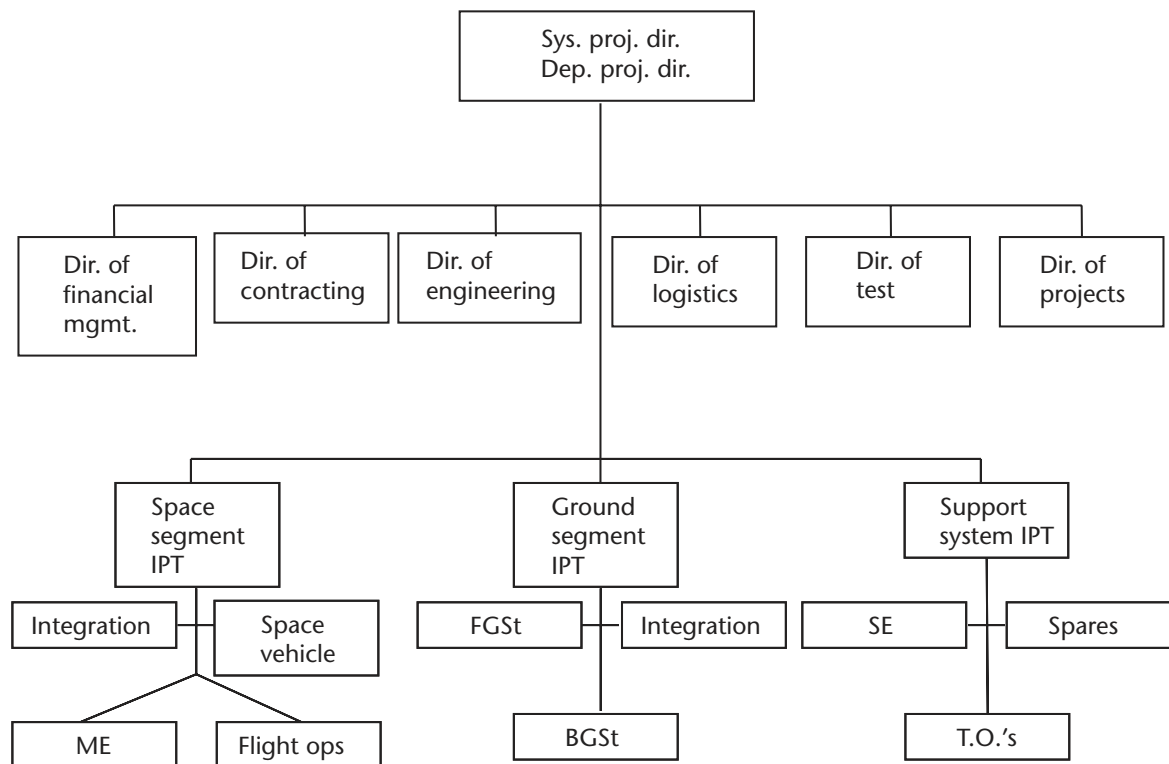 Sys. proj. dir.
Dep. proj. dir.
Dir. of
financial
mgmt.
Dir. of
contracting
Dir. of
engineering
Dir. of
logistics
Dir. of
test
Dir. of
projects
Space
segment
IPT
Ground
segment
IPT
Support
system IPT
Integration
Space
vehicle
FGSt
Integration
SE
Spares
ME
Flight ops
BGSt
T.O.'s